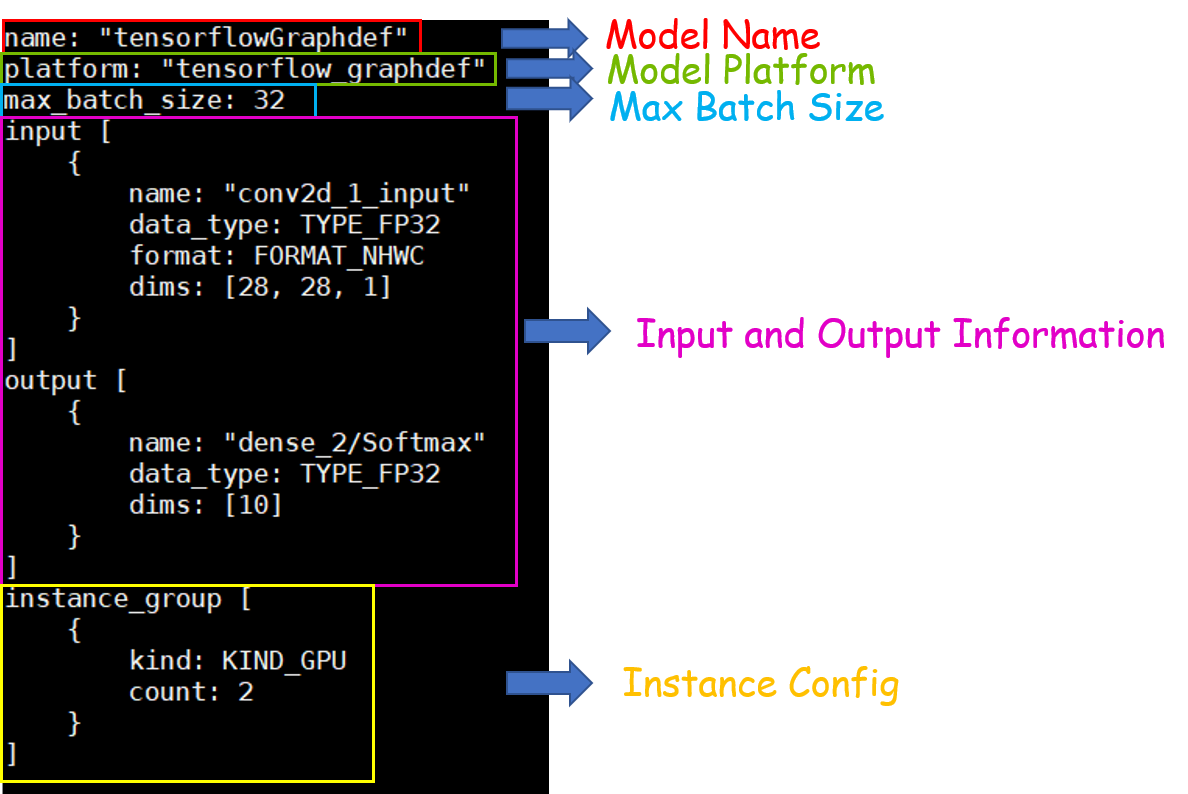 name: "tensorflowGraphdef"
Model Name
platform: "tensorflow_graphdef"
Model Platform
max_batch_size: 32
Max Batch Size
input [
{
name: "conv2d_1_input"
data_type: TYPE_FP32
format: FORMAT_NHWC
dims: [28, 28, 1]
}
]
Input and Output Information
output [
{
name: "dense_2/Softmax"
data_type: TYPE_FP32
dims: [10]
}
]
instance_group [
{
kind: KIND_GPU
count: 2
}
]
Instance Config